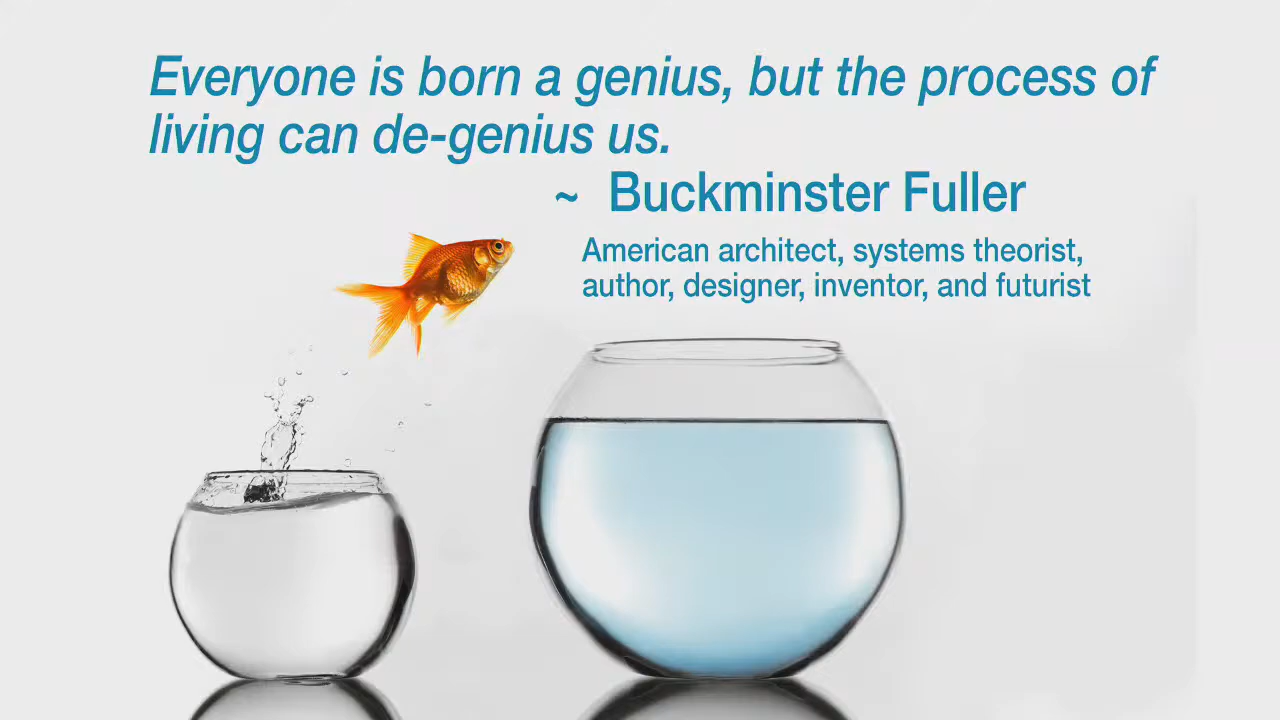 Everyone is born a genius, but the process of
living can de-genius us.
~ Buckminster Fuller
American architect, systems theorist,
author, designer, inventor, and futurist